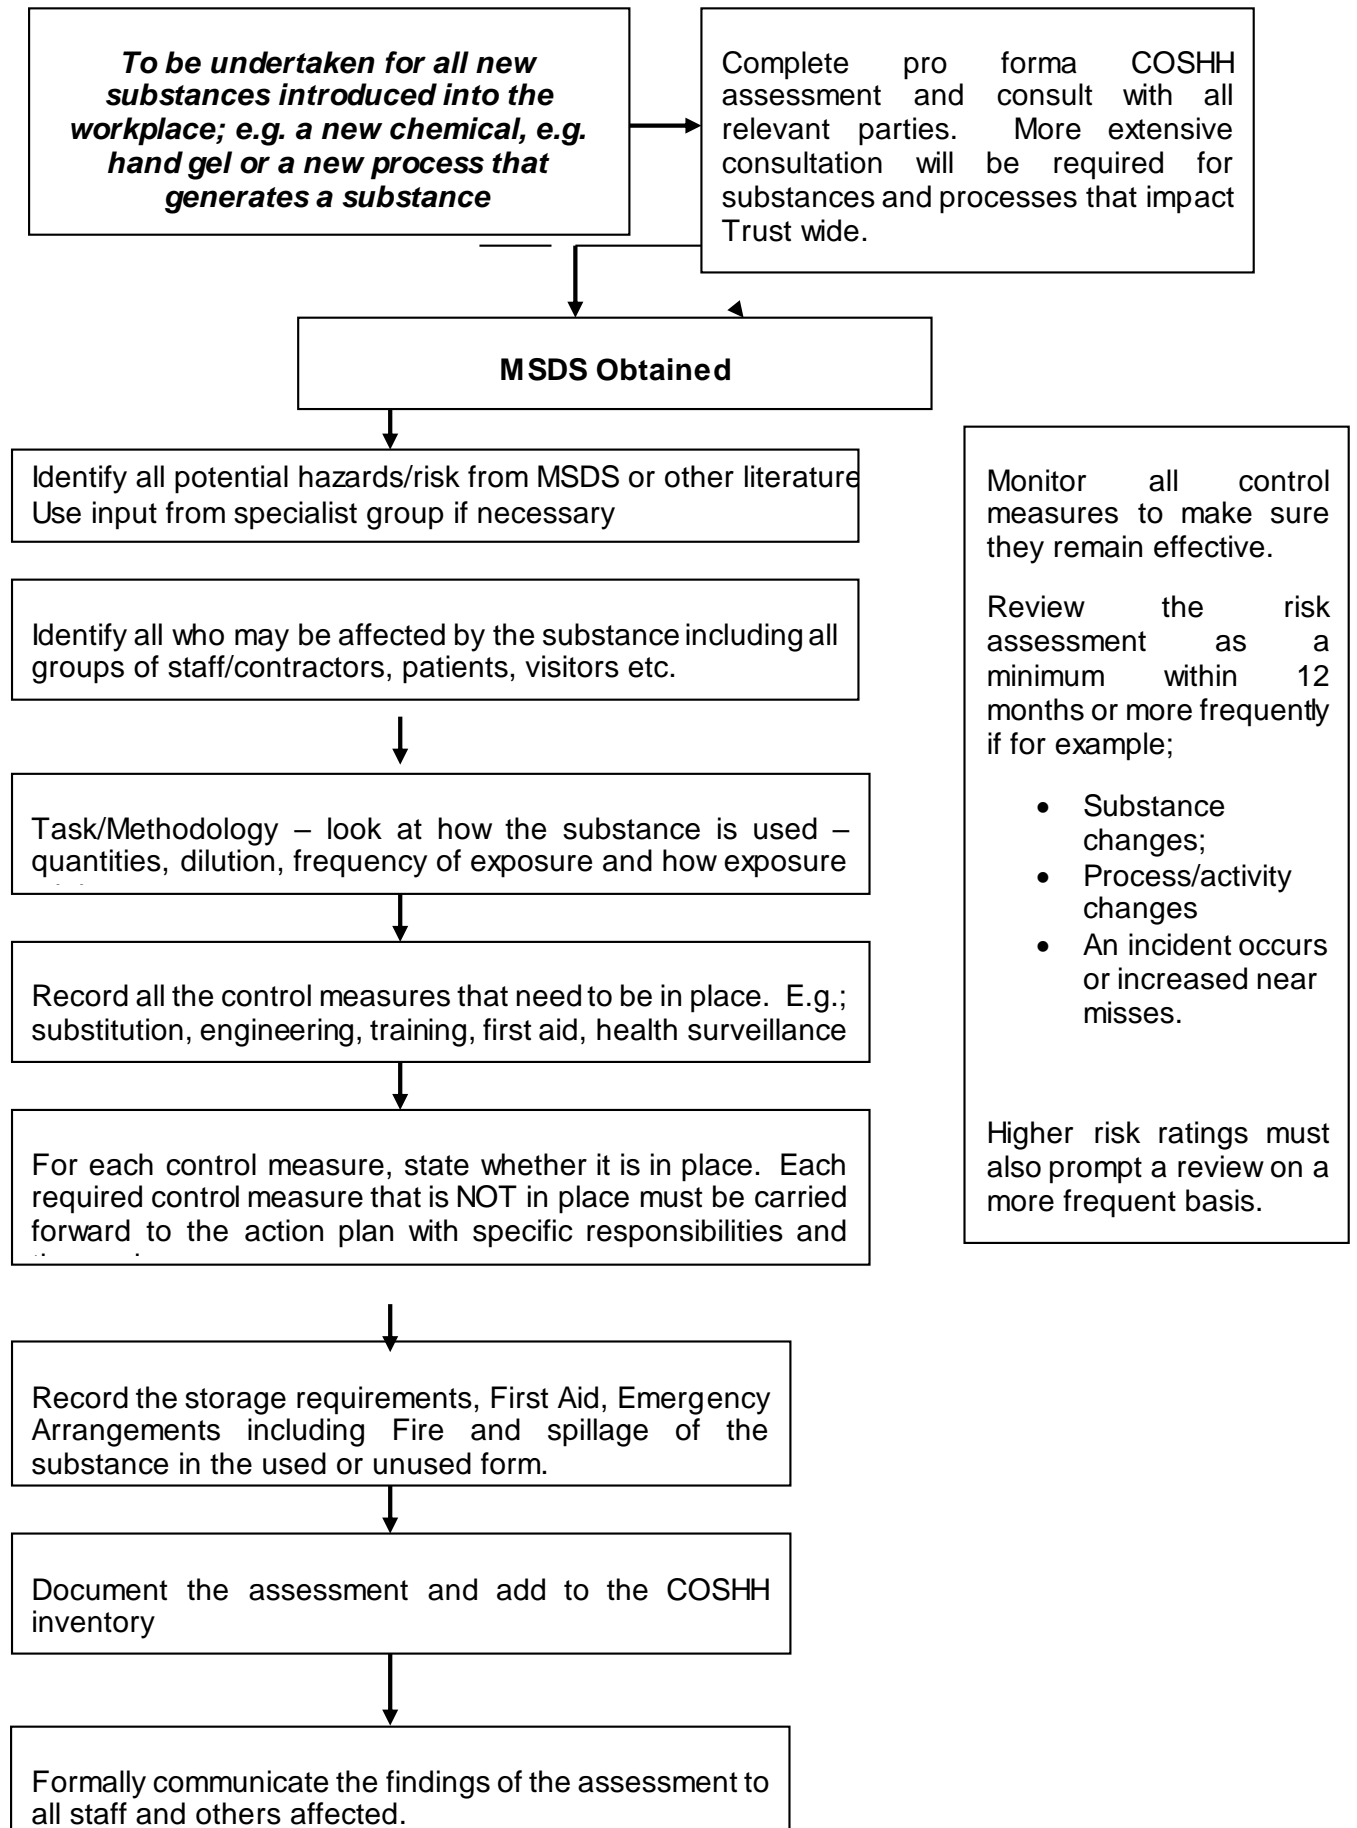 To be undertaken for all new
substances introduced into the
workplace; e.g. a new chemical, e.g.
hand gel or a new process that
generates a substance
Complete pro forma COSHH
assessment and consult with all
relevant parties. More extensive
consultation will be required for
substances and processes that impact
Trust wide.
MSDS Obtained
Identify all potential hazards/risk from MSDS or other literature
Use input from specialist group if necessary
Identify all who may be affected by the substance including all
groups of staff/contractors, patients, visitors etc.
Task/Methodology – look at how the substance is used –
quantities, dilution, frequency of exposure and how exposure
Record all the control measures that need to be in place. E.g.;
substitution, engineering, training, first aid, health surveillance
For each control measure, state whether it is in place. Each
required control measure that is NOT in place must be carried
forward to the action plan with specific responsibilities and
Record the storage requirements, First Aid, Emergency
Arrangements including Fire and spillage of the
substance in the used or unused form.
Document the assessment and add to the COSHH
inventory
Formally communicate the findings of the assessment to
all staff and others affected.
Monitor all control
measures to make sure
they remain effective.
Review the risk
assessment as a
minimum within 12
months or more frequently
if for example;
• Substance
changes;
• Process/activity
changes
• An incident occurs
or increased near
misses.
Higher risk ratings must
also prompt a review on a
more frequent basis.